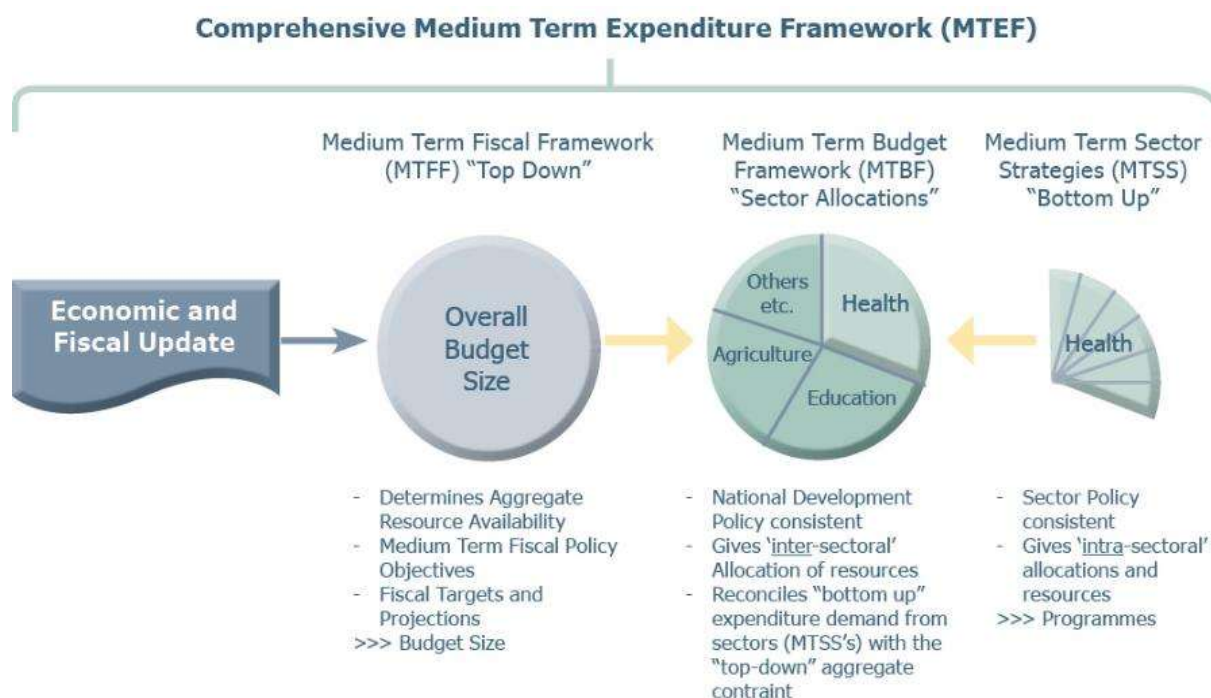 Comprehensive Medium Term Expenditure Framework (MTEF)
Medium Term Fiscal Framework
(MTFF) “Top Down”
Medium Term Budget
Framework (MTBF)
“Sector Allocations”
Medium Term Sector
Strategies (MTSS)
“Bottom Up”
Economic and
Fiscal Update
Overall
Budget
Size
Others
etc.
Health
Agriculture
Education
Health
- Determines Aggregate
Resource Availability
- Medium Term Fiscal Policy
Objectives
- Fiscal Targets and
Projections
>>> Budget Size
- National Development
Policy consistent
- Gives ‘inter-sectoral’
Allocation of resources
- Reconciles “bottom up”
expenditure demand from
sectors (MTSS’s) with the
“top-down” aggregate
contraint
- Sector Policy
consistent
- Gives ‘intra-sectoral’
allocations and
resources
>>> Programmes